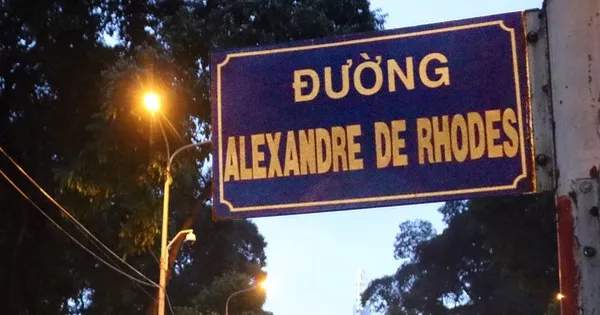 ĐƯỜNG
ALEXANDRE DE RHODES